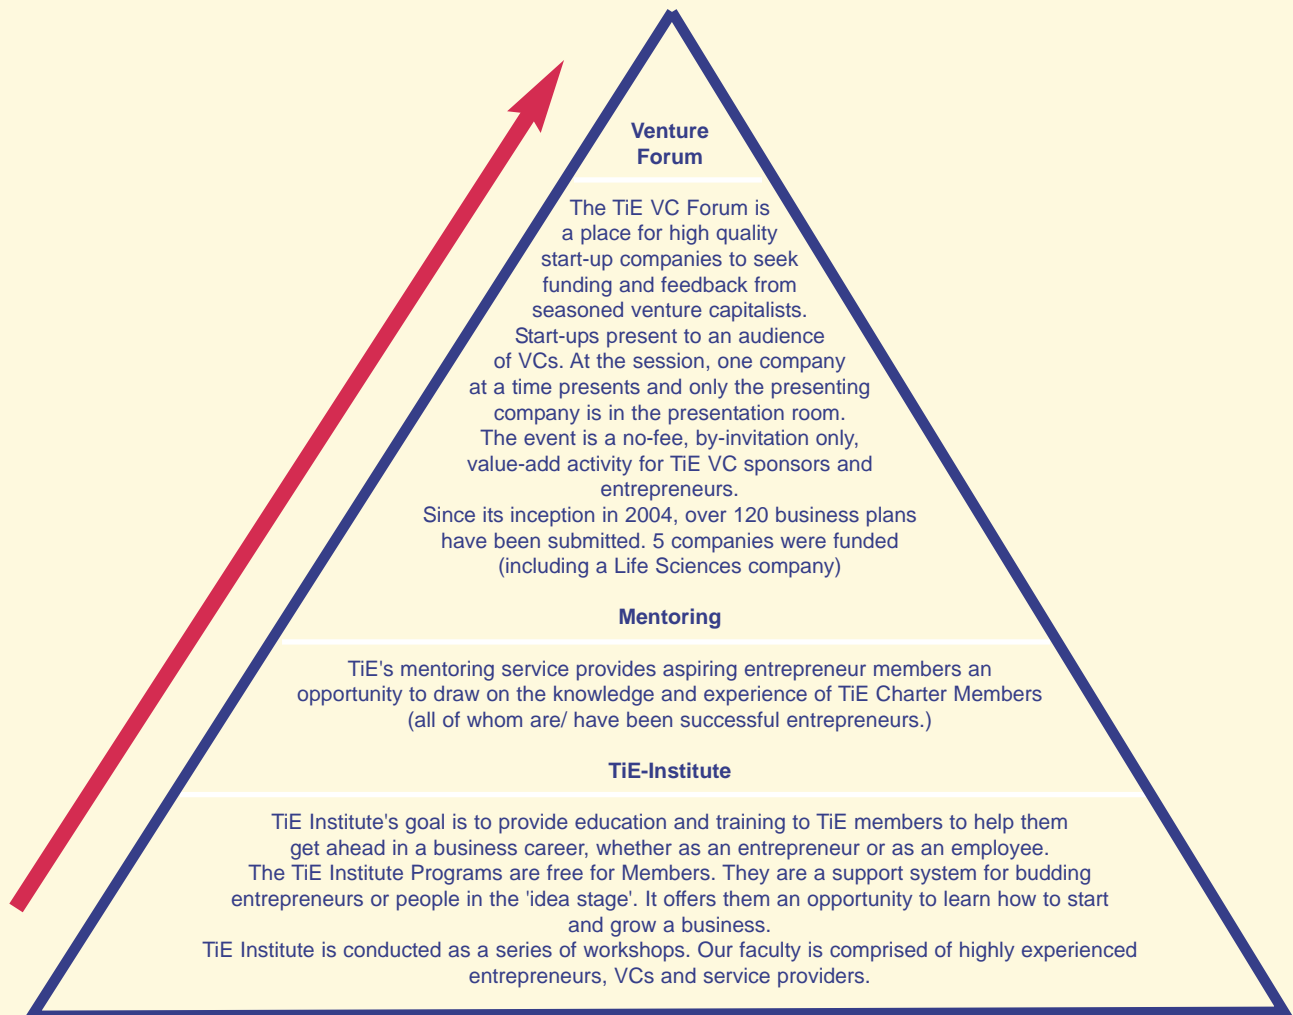 Venture
Forum
The TiE VC Forum is
a place for high quality
start-up companies to seek
funding and feedback from
seasoned venture capitalists.
Start-ups present to an audience
of VCs. At the session, one company
at a time presents and only the presenting
company is in the presentation room.
The event is a no-fee, by-invitation only,
value-add activity for TiE VC sponsors and
entrepreneurs.
Since its inception in 2004, over 120 business plans
have been submitted. 5 companies were funded
(including a Life Sciences company)
Mentoring
TiE's mentoring service provides aspiring entrepreneur members an
opportunity to draw on the knowledge and experience of TiE Charter Members
(all of whom are/ have been successful entrepreneurs.)
TiE-Institute
TiE Institute's goal is to provide education and training to TiE members to help them
get ahead in a business career, whether as an entrepreneur or as an employee.
The TiE Institute Programs are free for Members. They are a support system for budding
entrepreneurs or people in the 'idea stage'. It offers them an opportunity to learn how to start
and grow a business.
TiE Institute is conducted as a series of workshops. Our faculty is comprised of highly experienced
entrepreneurs, VCs and service providers.